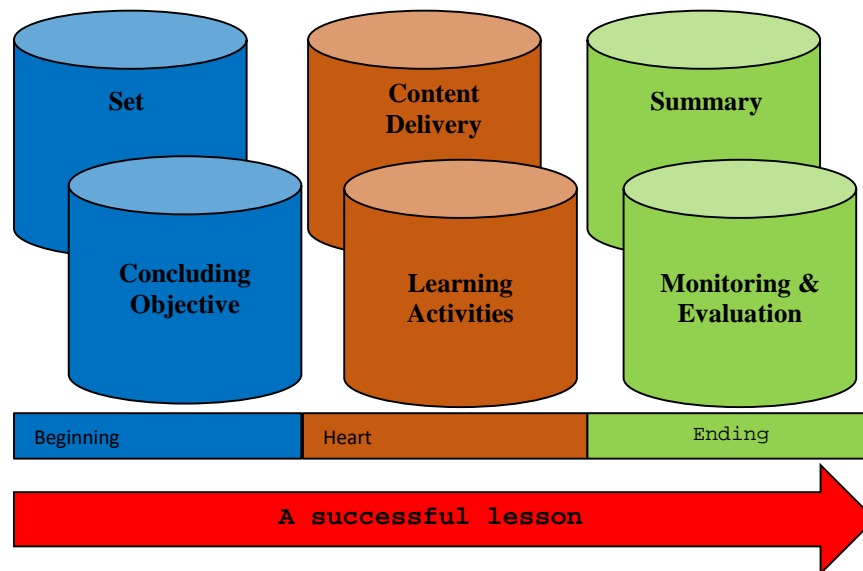 Set
Content
Delivery
Summary
Concluding
Objective
Learning
Activities
Monitoring &
Evaluation
Beginning
Heart
Ending
A successful lesson